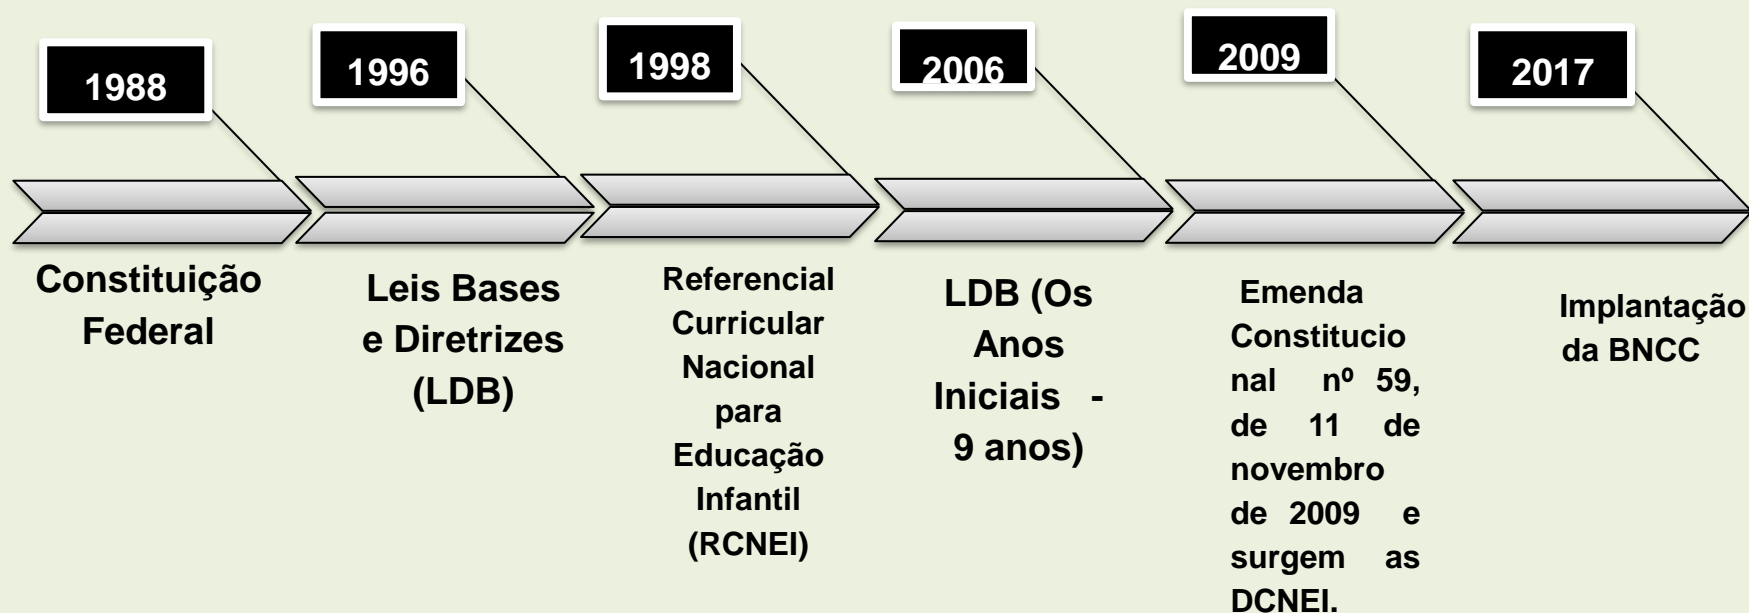 1988
Constituição
Federal
1996
Leis Bases
e Diretrizes
(LDB)
1998
Referencial
Curricular
Nacional
para
Educação
Infantil
(RCNEI)
2006
LDB (Os
Anos
Iniciais -
9 anos)
2009
Emenda
Constitucio
nal nº 59,
de 11 de
novembro
de 2009 e
surgem as
DCNEI.
2017
Implantação
da BNCC